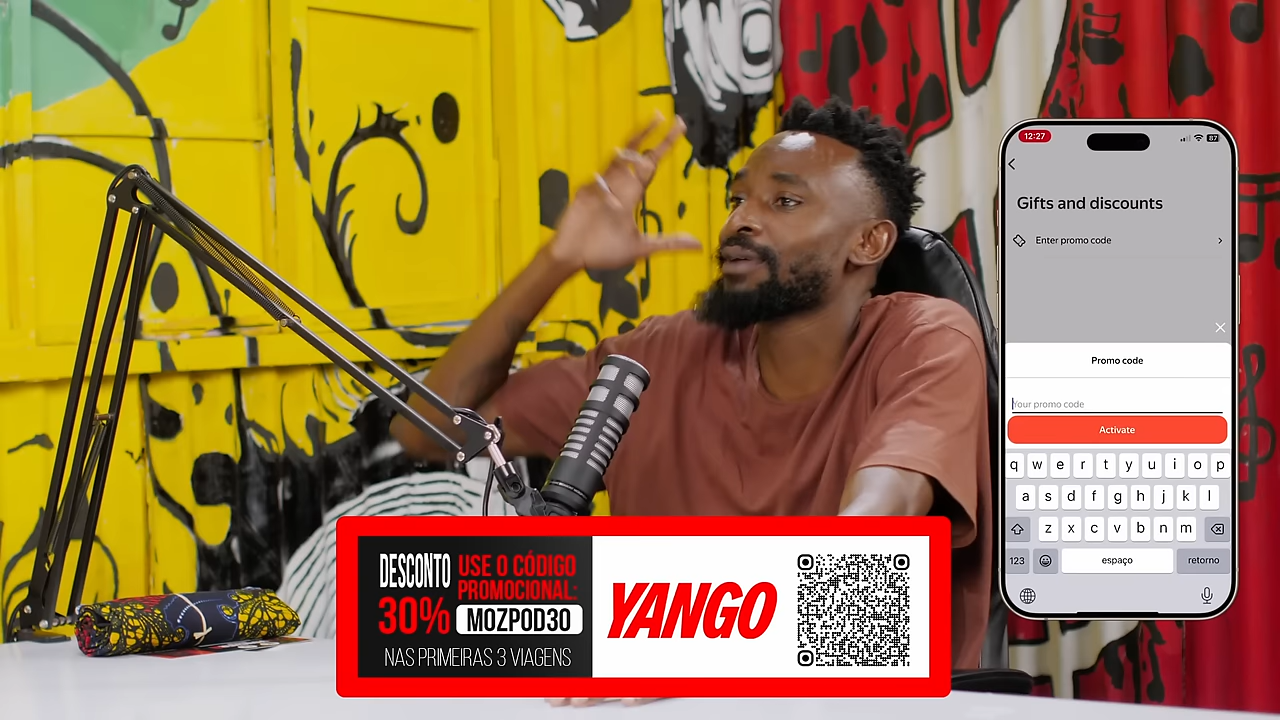 12:27
87
Gifts and discounts
Enter promo code
Promo code
Your promo code
Activate
q w e r t y u i o p
a s d f g h j k l
z x c v b n m
123 espaço retorno
DESCONTO
30%
USE O CÓDIGO
PROMOCIONAL:
MOZPOD30
NAS PRIMEIRAS 3 VIAGENS
YANGO